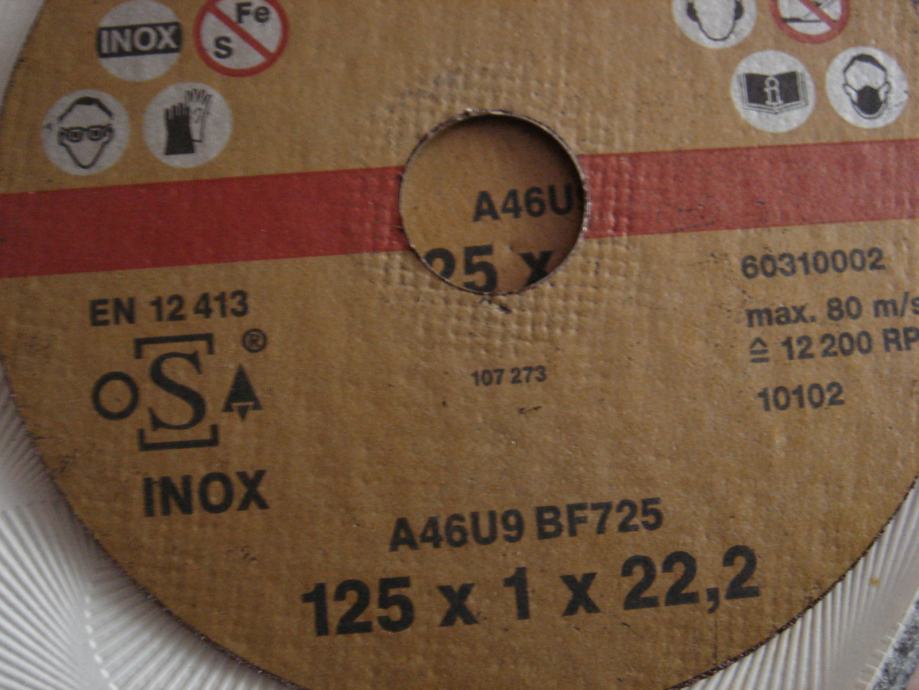 INOX
Fe
S
A46U
25 x
60310002
EN 12 413
max. 80 m/s
≙ 12 200 RP
®
OSA
107 273
10102
INOX
A46U9 BF725
125 x 1 x 22,2